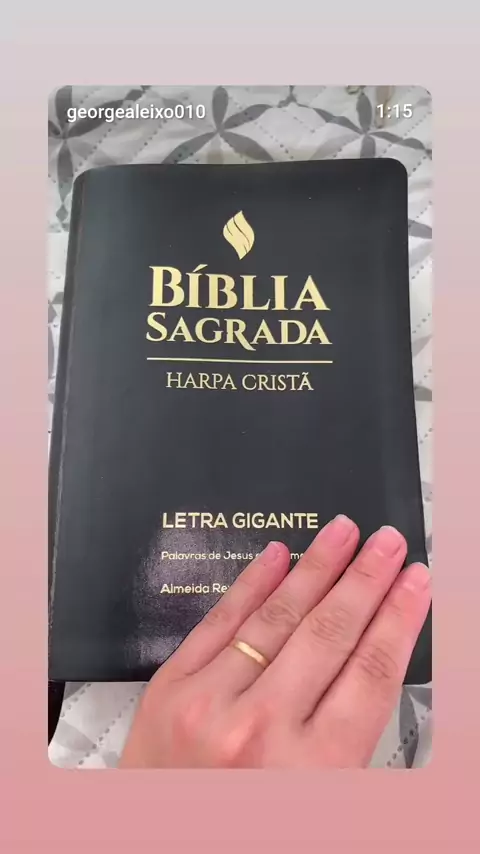 georgealeixo010 1:15
BÍBLIA
SAGRADA
HARPA CRISTÃ
LETRA GIGANTE
Palavras de Jesus
Almeida